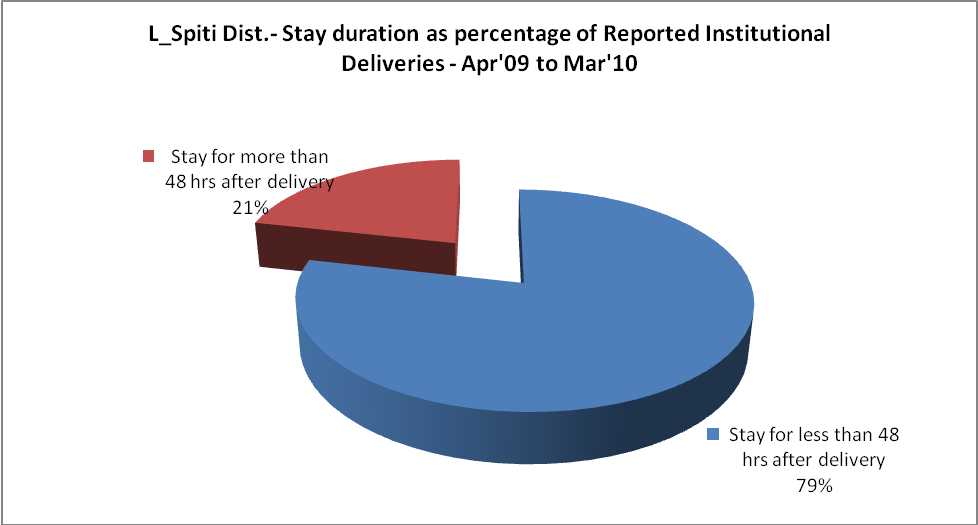 L_Spiti Dist.- Stay duration as percentage of Reported Institutional
Deliveries - Apr'09 to Mar'10
Stay for more than
48 hrs after delivery
21%
Stay for less than 48
hrs after delivery
79%